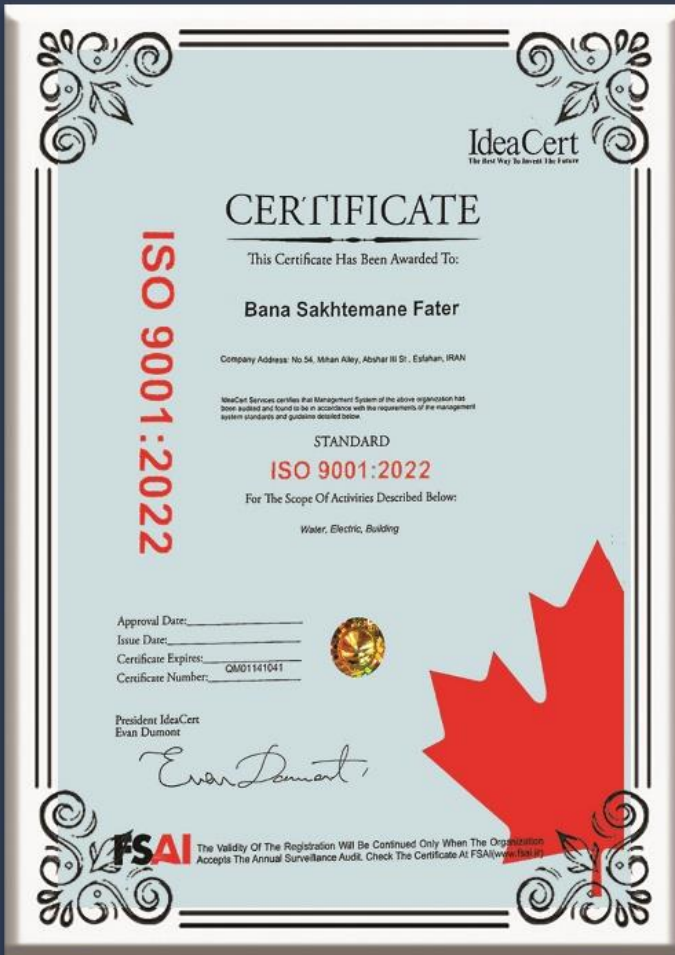 IdeaCert
The Best Way To Invent The Future
CERTIFICATE
This Certificate Has Been Awarded To:
Bana Sakhtemane Fater
Company Address: No.54, Mihan Alley, Abshar III St., Esfahan, IRAN
IdeaCert Services certifies that Management System of the above organization has
been audited and found to be in accordance with the requirements of the management
system standards and guideline detailed below.
STANDARD
ISO 9001:2022
For The Scope Of Activities Described Below:
Water, Electric, Building
ISO 9001:2022
Approval Date:
Issue Date:
Certificate Expires:
Certificate Number: QM01141041
President IdeaCert
Evan Dumont
Evan Dumont
FSAI
The Validity Of The Registration Will Be Continued Only When The Organization
Accepts The Annual Surveillance Audit. Check The Certificate At FSAI(www.fsai.ir)